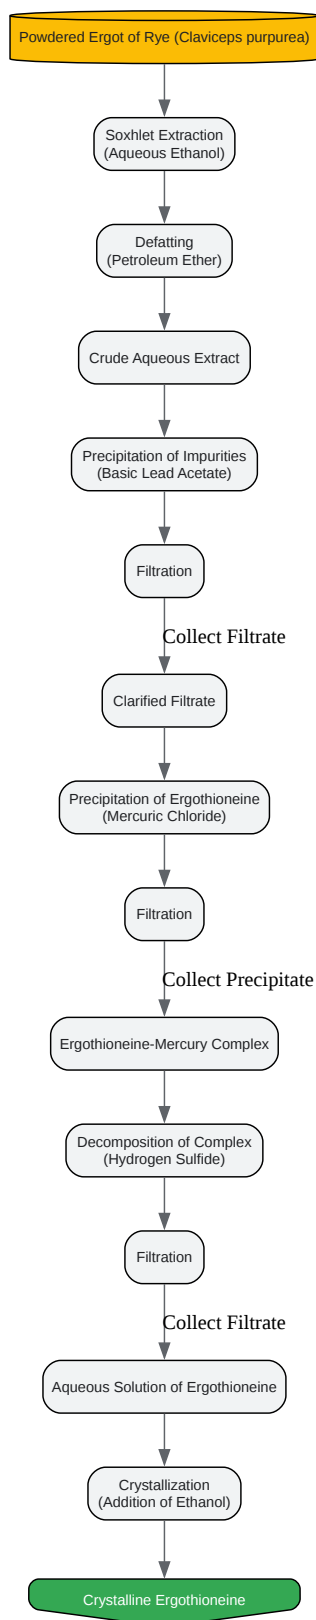 Powdered Ergot of Rye (Claviceps purpurea)
Soxhlet Extraction
(Aqueous Ethanol)
Defatting
(Petroleum Ether)
Crude Aqueous Extract
Precipitation of Impurities
(Basic Lead Acetate)
Filtration
Collect Filtrate
Clarified Filtrate
Precipitation of Ergothioneine
(Mercuric Chloride)
Filtration
Collect Precipitate
Ergothioneine-Mercury Complex
Decomposition of Complex
(Hydrogen Sulfide)
Filtration
Collect Filtrate
Aqueous Solution of Ergothioneine
Crystallization
(Addition of Ethanol)
Crystalline Ergothioneine